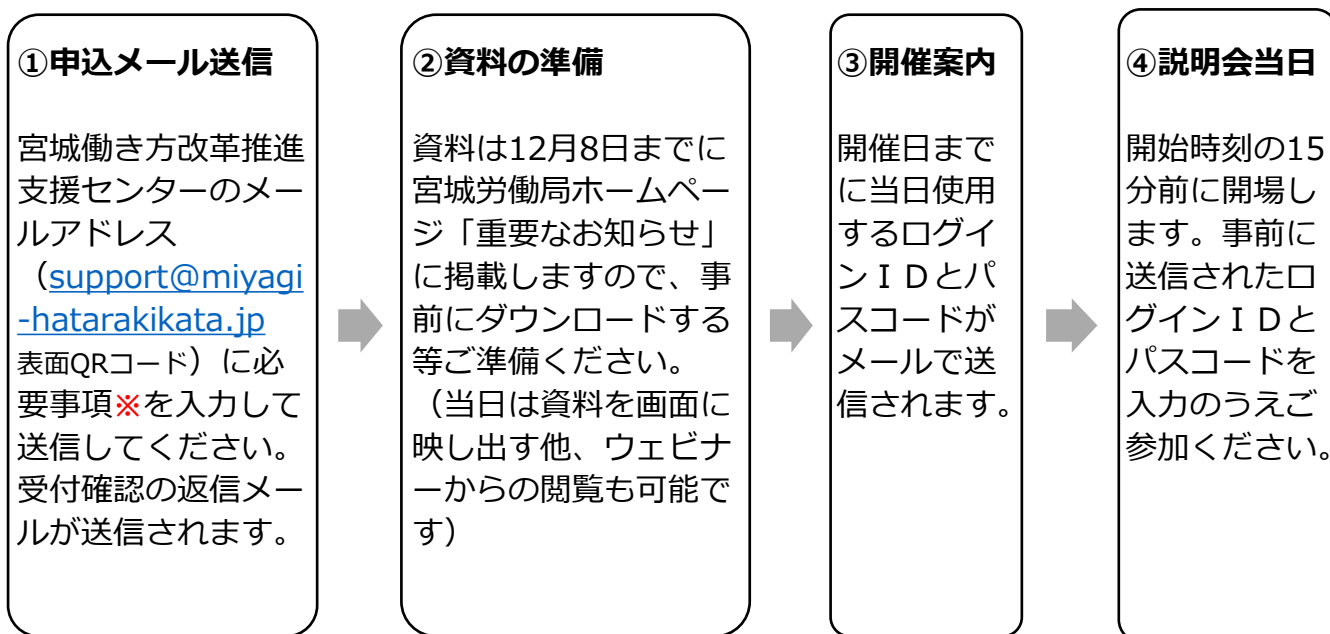 ①申込メール送信
宮城働き方改革推進
支援センターのメー
ルアドレス
（support@miyagi
-hatarakikata.jp
表面QRコード）に必
要事項※を入力して
送信してください。
受付確認の返信メー
ルが送信されます。
②資料の準備
資料は12月8日までに
宮城労働局ホームペー
ジ「重要なお知らせ」
に掲載しますので、事
前にダウンロードする
等ご準備ください。
（当日は資料を画面に
映し出す他、ウェビナ
ーからの閲覧も可能で
す）
③開催案内
開催日まで
に当日使用
するログイ
ンＩＤとパ
スコードが
メールで送
信されます。
④説明会当日
開始時刻の15
分前に開場し
ます。事前に
送信されたロ
グインＩＤと
パスコードを
入力のうえご
参加ください。